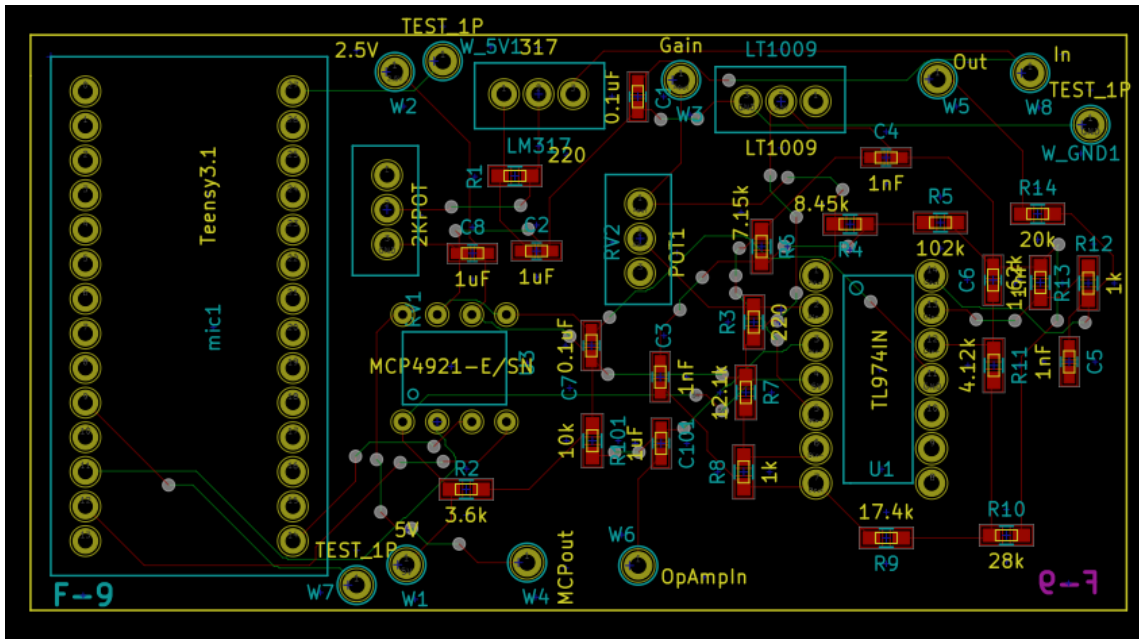 TEST_1P
2.5V
W_5V1
317
Gain
LT1009
Out
In
W2
0.1uF
C1
W3
W5
W8
TEST_1P
LM317
220
LT1009
C4
W_GND1
Teensy3.1
R1
1nF
R14
2KPOT
7.15k
8.45k
R5
20k
R12
C8
C2
RV2
POT1
R6
R4
102k
C6
R13
1k
1uF
1uF
mic1
RV1
0.1uF
C3
R3
220
MCP4921-E/SN
U3
C7
1nF
12.1k
R7
TL974IN
4.12k
R11
1nF
C5
10k
R101
1uF
C101
R2
R8
1k
U1
3.6k
17.4k
R10
5V
W6
TEST_1P
MCPout
OpAmpIn
R9
28k
W7
W1
W4
F-9
F-9